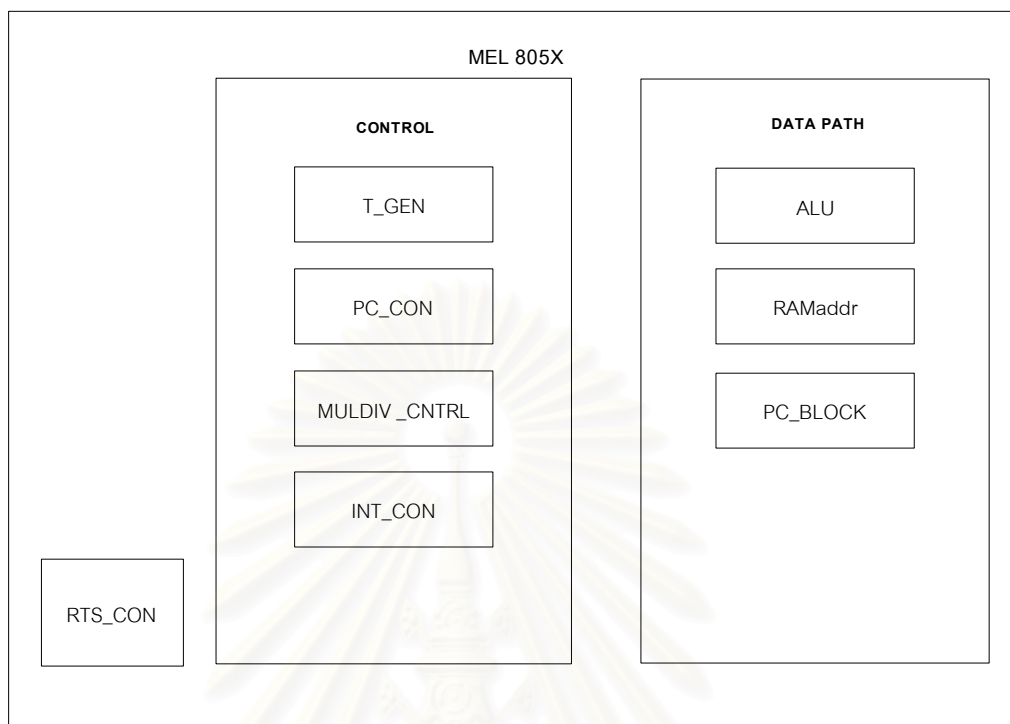 MEL 805X
CONTROL
T_GEN
PC_CON
MULDIV _CNTRL
INT_CON
DATA PATH
ALU
RAMaddr
PC_BLOCK
RTS_CON